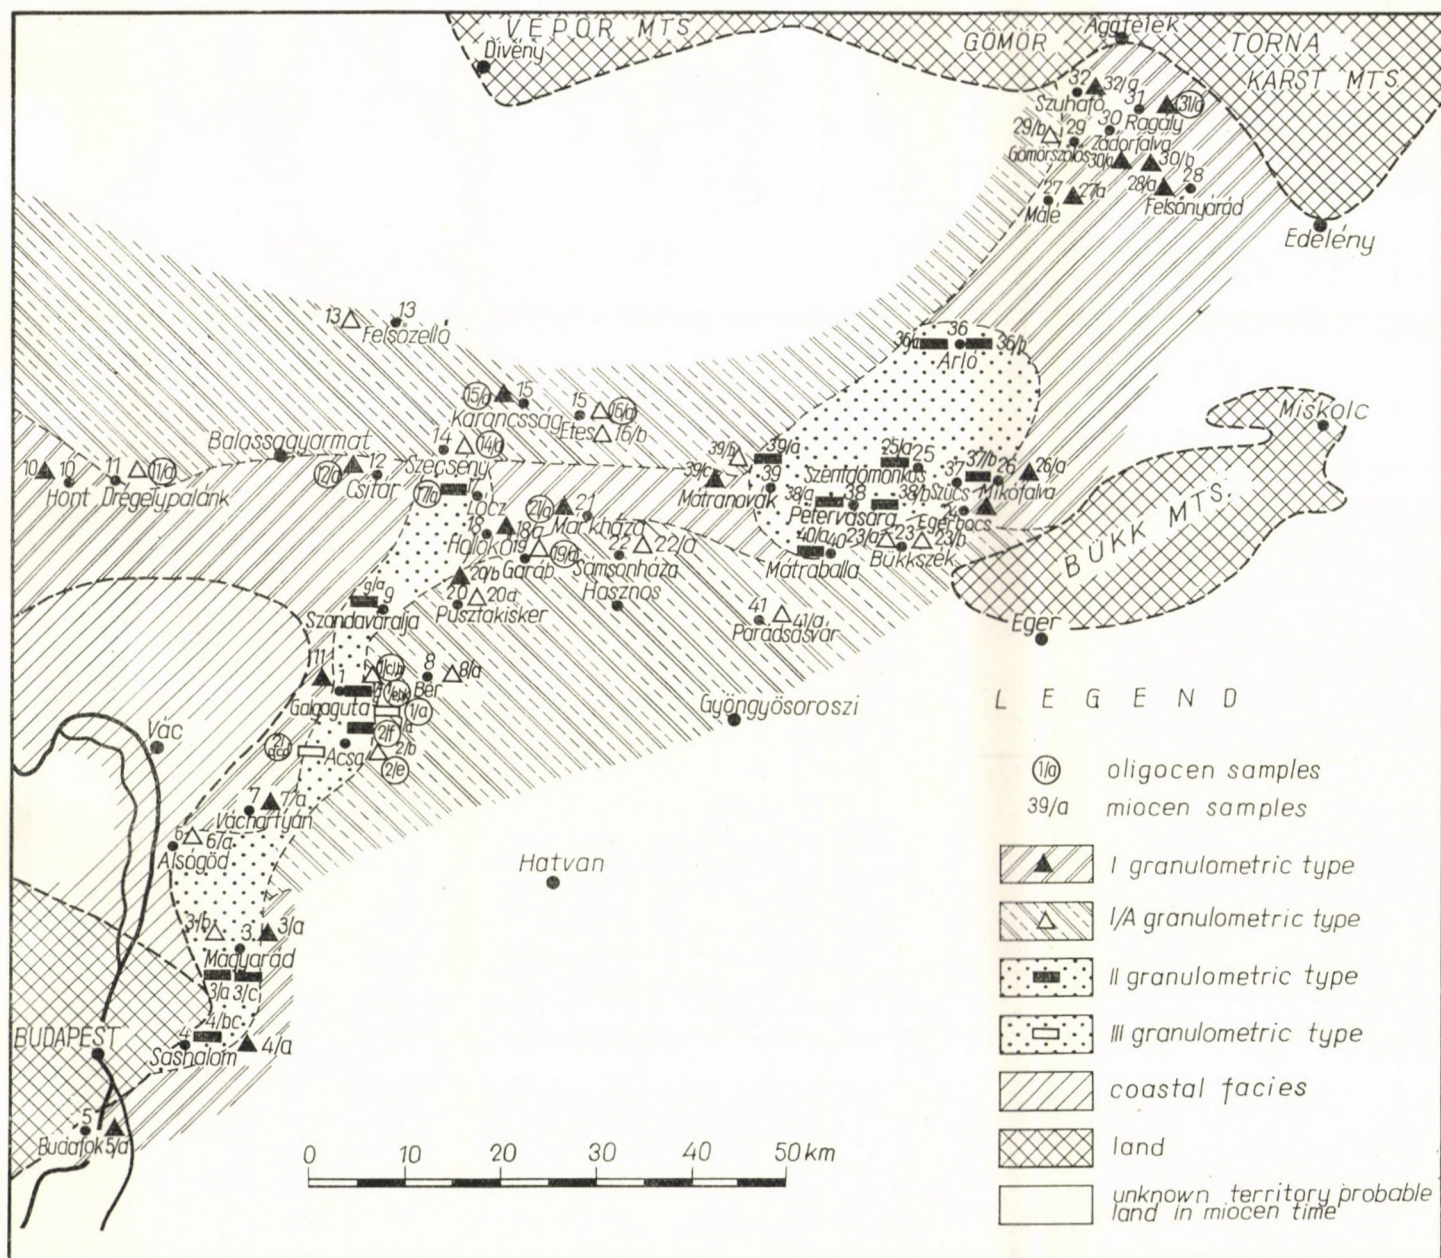 VEPOR MTS
Divény
GÖMÖR
Aggtelek
TORNA
KARST MTS.
32
32/a
Szuhafő
31
31/a
Ragály
29/b
29
30
Zádorfalva
Gömörszőlős
30/a
30/b
28/a
28
Felsőnyárád
27
27/a
Málé
Edelény
13
13
Felsőzelló
36/a
36
36/b
Arló
Miskolc
15/a
15
Karancsság
15
16/a
Etes
16/b
Balassagyarmat
14
14/a
Szécsény
10
10
Hont
11
11/a
Drégelypalánk
12/a
12
Csitár
17/a
Lócz
39/b
39/a
39/c
39
Mátranovák
25/a
25
Szentdomonkos
37
37/b
Szücs
26
26/a
Mikófalva
38/a
38
38/b
Pétervására
24
Egerbocs
21/a
21
Márkháza
18
18/a
Hollókő
19
19/a
Garáb
22
22/a
Sámsonháza
40/a
40
Mátraballa
23/a
23
23/b
Bükkszék
BÜKK MTS.
Eger
20/b
20
20/a
Pusztakisker
Hasznos
41
41/a
Parádsasvár
9/a
9
Szandaváralja
11
1
Galgaguta
8
8/a
Bér
1/a
Gyöngyösoroszi
Vác
2/f
Acsa
2/b
2/e
7
7/a
Váchartyán
6
6/a
Alsógöd
Hatvan
3/b
3
3/a
Mogyoród
3/a
3/c
BUDAPEST
4
4/bc
Sashalom
4/a
5
Budafok
5/a
0 10 20 30 40 50 km
LEGEND
1/a oligocen samples
39/a miocen samples
I granulometric type
I/A granulometric type
II granulometric type
III granulometric type
coastal facies
land
unknown territory probable
land in miocen time